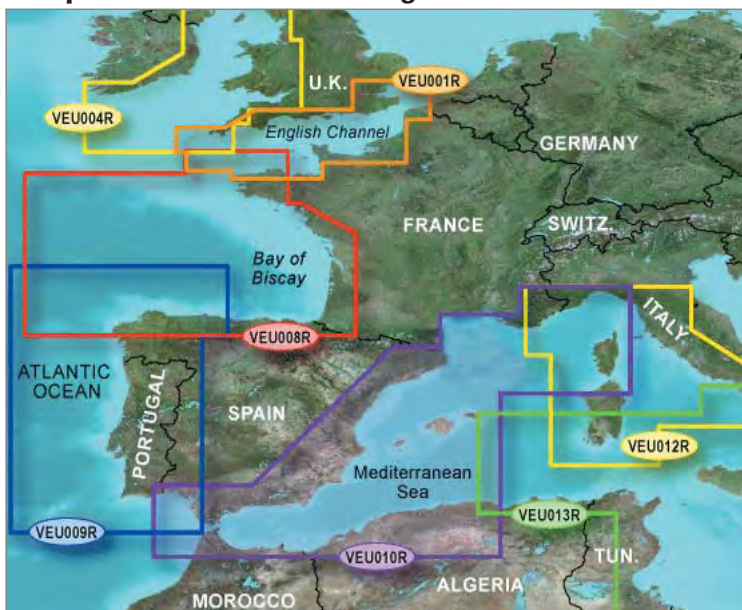 U.K.
VEU001R
VEU004R
English Channel
GERMANY
FRANCE
SWITZ.
Bay of
Biscay
ITALY
VEU008R
ATLANTIC
OCEAN
PORTUGAL
SPAIN
VEU012R
Mediterranean
Sea
VEU013R
VEU009R
VEU010R
TUN.
ALGERIA
MOROCCO